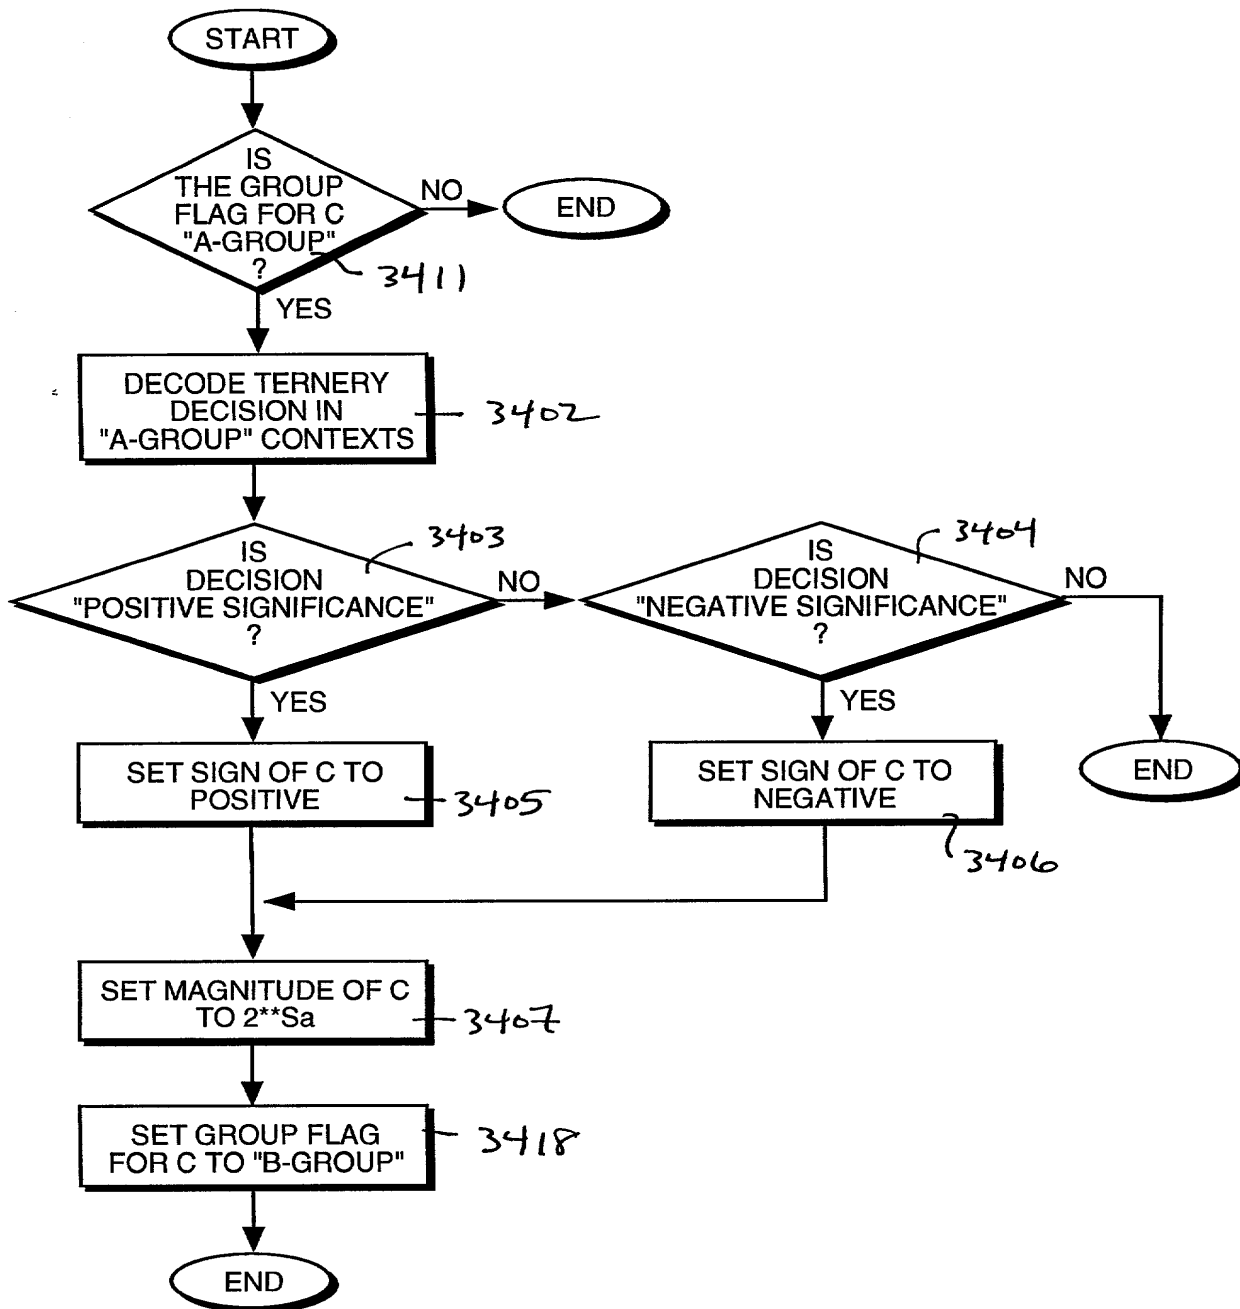 START
IS
THE GROUP
FLAG FOR C
"A-GROUP"
?
NO
END
3411
YES
DECODE TERNERY
DECISION IN
"A-GROUP" CONTEXTS
3402
IS
DECISION
"POSITIVE SIGNIFICANCE"
?
3403
NO
IS
DECISION
"NEGATIVE SIGNIFICANCE"
?
3404
NO
YES
YES
SET SIGN OF C TO
POSITIVE
3405
SET SIGN OF C TO
NEGATIVE
3406
END
SET MAGNITUDE OF C
TO 2**Sa
3407
SET GROUP FLAG
FOR C TO "B-GROUP"
3418
END